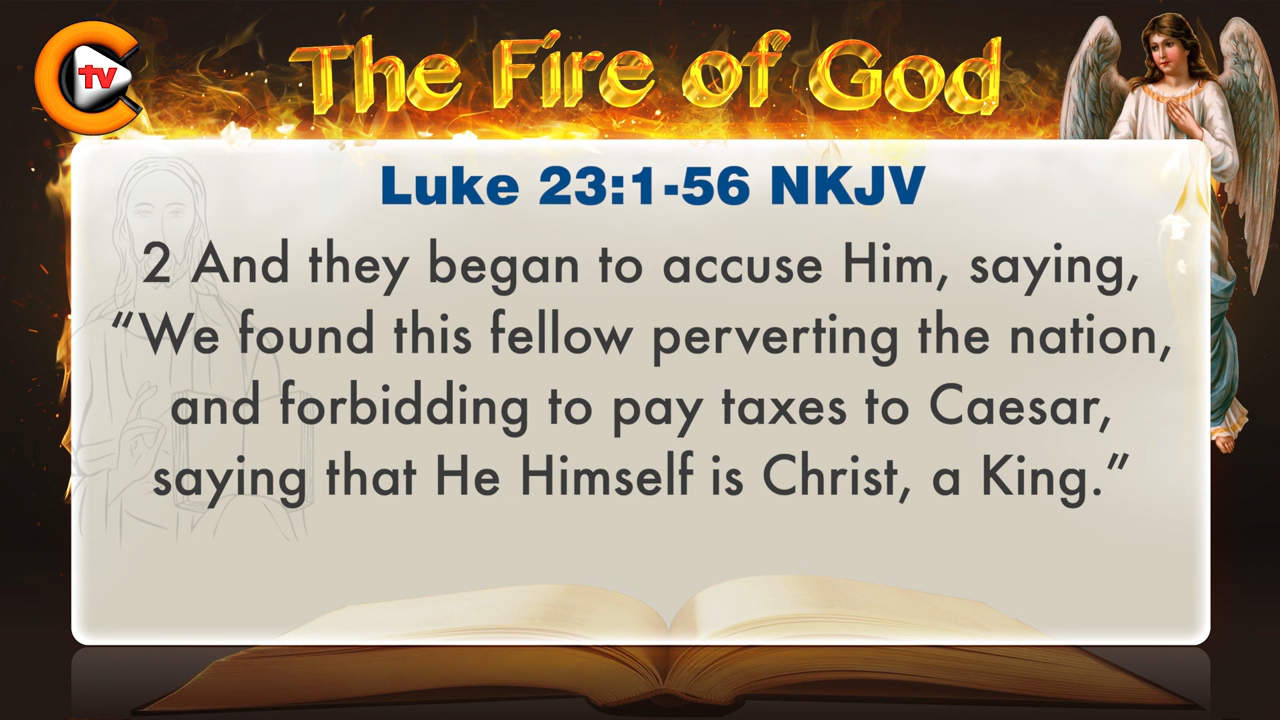 tv
The Fire of God
Luke 23:1-56 NKJV
2 And they began to accuse Him, saying,
“We found this fellow perverting the nation,
and forbidding to pay taxes to Caesar,
saying that He Himself is Christ, a King.”